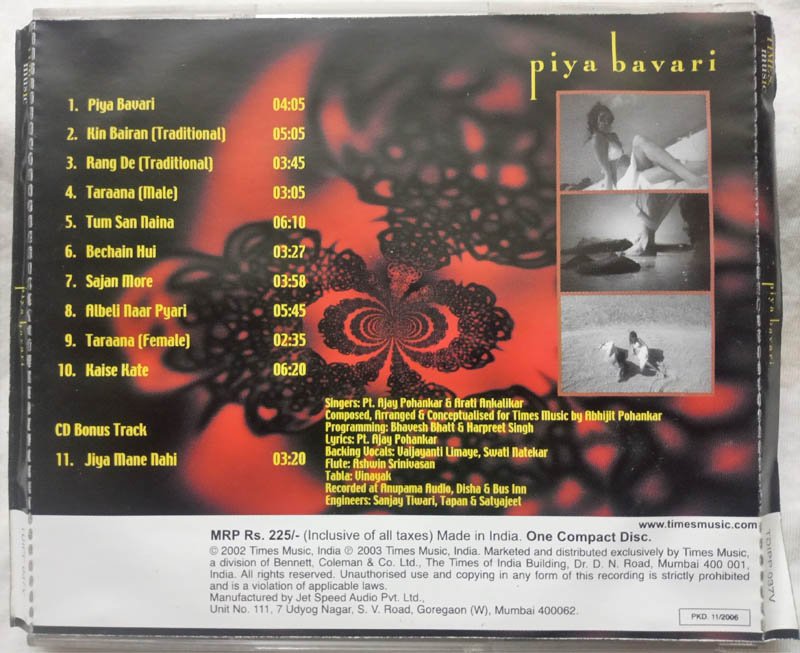 piya bavari
1. Piya Bavari 04:05
2. Kin Bairan (Traditional) 05:05
3. Rang De (Traditional) 03:45
4. Taraana (Male) 03:05
5. Tum San Naina 06:10
6. Bechain Hui 03:27
7. Sajan More 03:58
8. Albeli Naar Pyari 05:45
9. Taraana (Female) 02:35
10. Kaise Kate 06:20
CD Bonus Track
11. Jiya Mane Nahi 03:20
Singers: Pt. Ajay Pohankar & Arati Ankalikar
Composed, Arranged & Conceptualised for Times Music by Abhijit Pohankar
Programming: Bhavesh Bhatt & Harpreet Singh
Lyrics: Pt. Ajay Pohankar
Backing Vocals: Valjayanti Limaye, Swati Natekar
Flute: Ashwin Srinivasan
Tabla: Vinayak
Recorded at Anupama Audio, Disha & Bus Inn
Engineers: Sanjay Tiwari, Tapan & Satyajeet
www.timesmusic.com
MRP Rs. 225/- (Inclusive of all taxes) Made in India. One Compact Disc.
© 2002 Times Music, India ℗ 2003 Times Music, India. Marketed and distributed exclusively by Times Music,
a division of Bennett, Coleman & Co. Ltd., The Times of India Building, Dr. D. N. Road, Mumbai 400 001,
India. All rights reserved. Unauthorised use and copying in any form of this recording is strictly prohibited
and is a violation of applicable laws.
Manufactured by Jet Speed Audio Pvt. Ltd.,
Unit No. 111, 7 Udyog Nagar, S. V. Road, Goregaon (W), Mumbai 400062.
PKD. 11/2006
piya bavari
music
TIMES
music
piya bavari